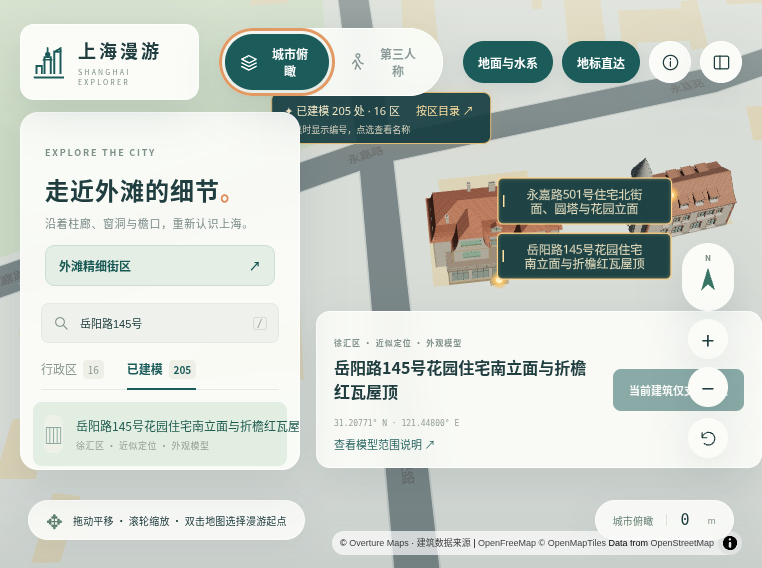 上海漫游
SHANGHAI
EXPLORER
城市俯
瞰
第三人
称
地面与水系
地标直达
已建模 205 处 · 16 区 按区目录 ↗
时显示编号，点选查看名称
永嘉路
永嘉路
EXPLORE THE CITY
走近外滩的细节。
沿着柱廊、窗洞与檐口，重新认识上海。
外滩精细街区 ↗
岳阳路145号 /
行政区 16 已建模 205
岳阳路145号花园住宅南立面与折檐红瓦屋
徐汇区 · 近似定位 · 外观模型
永嘉路501号住宅北街
面、圆塔与花园立面
岳阳路145号花园住宅
南立面与折檐红瓦屋顶
N
徐汇区 · 近似定位 · 外观模型
岳阳路145号花园住宅南立面与折檐
红瓦屋顶
31.20771° N · 121.44800° E
查看模型范围说明 ↗
当前建筑仅
+
−
路
拖动平移 · 滚轮缩放 · 双击地图选择漫游起点
城市俯瞰 0 m
© Overture Maps · 建筑数据来源 | OpenFreeMap © OpenMapTiles Data from OpenStreetMap